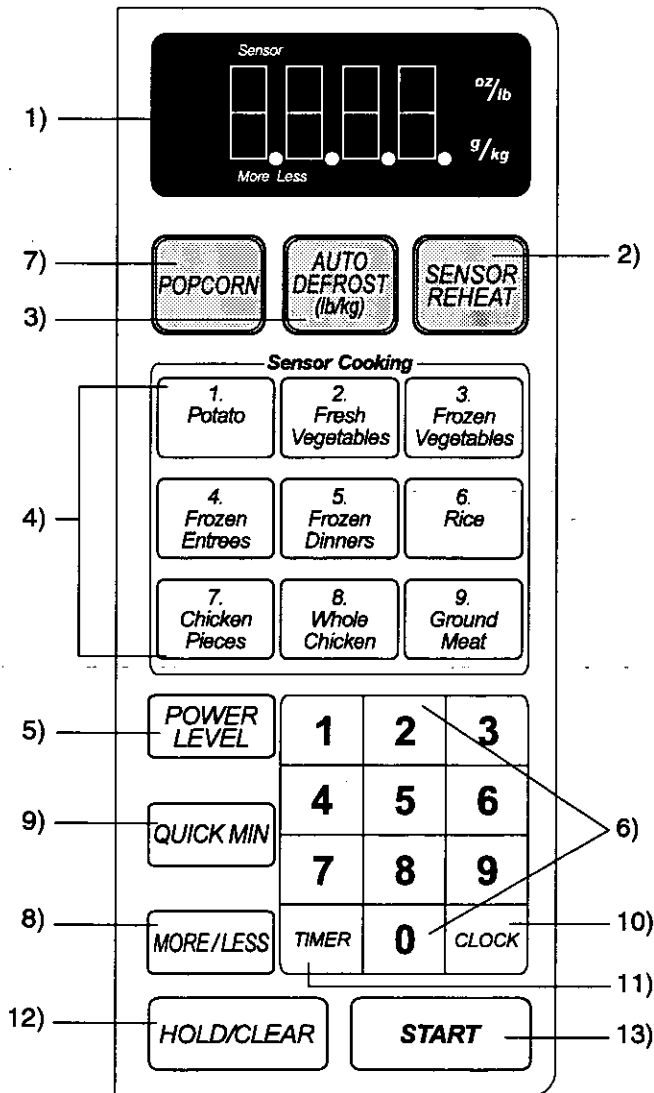 Sensor
oz/lb
1)
g/kg
More Less
7)
POPCORN
AUTO
DEFROST
(lb/kg)
SENSOR
REHEAT
2)
3)
Sensor Cooking
1.
Potato
2.
Fresh
Vegetables
3.
Frozen
Vegetables
4)
4.
Frozen
Entrees
5.
Frozen
Dinners
6.
Rice
7.
Chicken
Pieces
8.
Whole
Chicken
9.
Ground
Meat
5)
POWER
LEVEL
1 2 3
9)
QUICK MIN
4 5 6
6)
7 8 9
8)
MORE/LESS
TIMER 0 CLOCK
10)
11)
12)
HOLD/CLEAR
START
13)